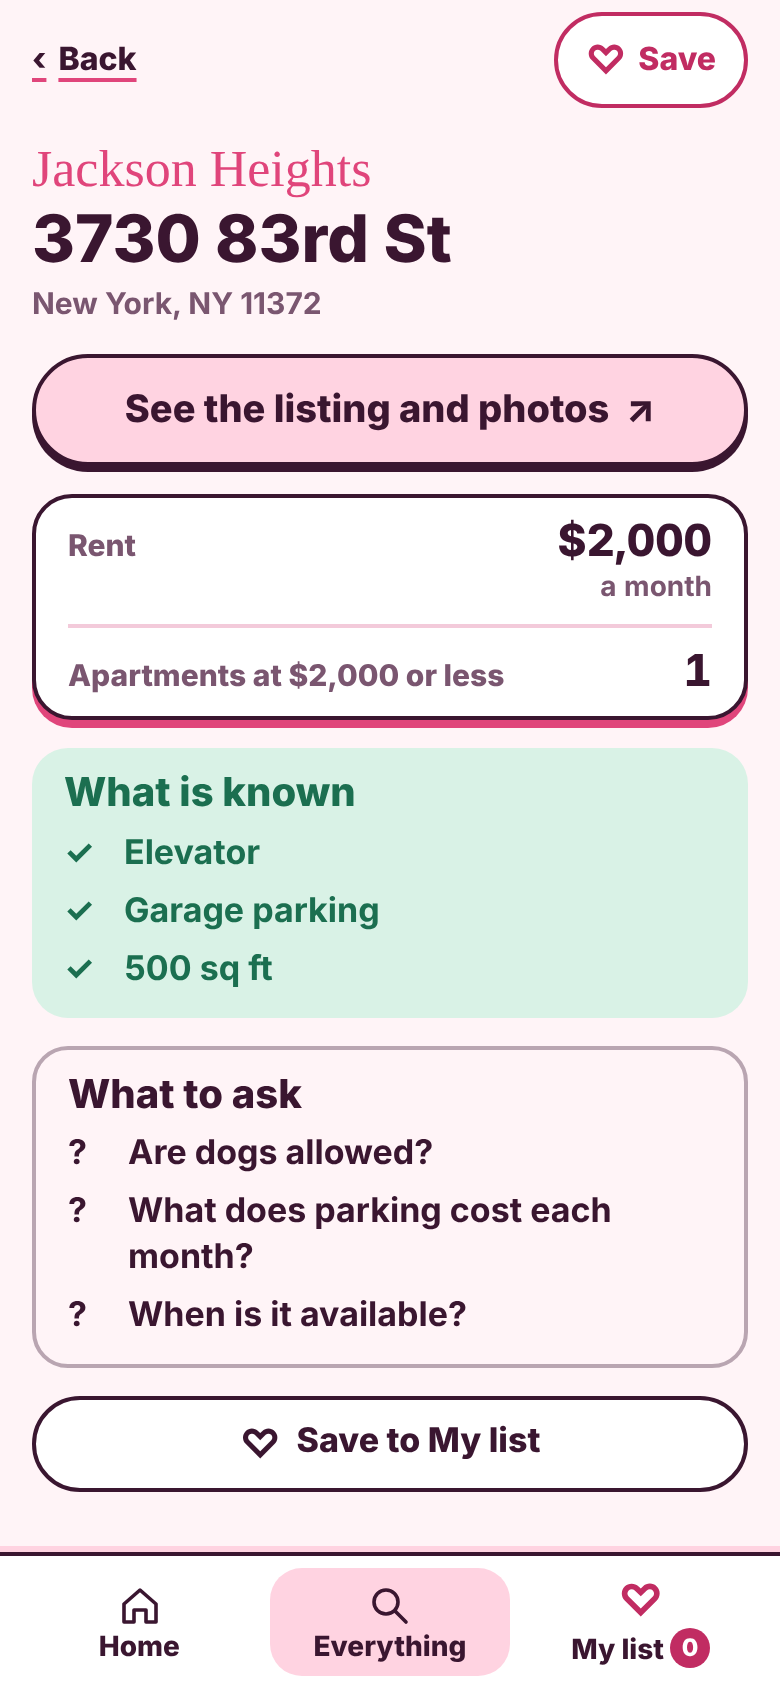 ‹ Back
Save
Jackson Heights
3730 83rd St
New York, NY 11372
See the listing and photos ↗
Rent
$2,000
a month
Apartments at $2,000 or less
1
What is known
✓ Elevator
✓ Garage parking
✓ 500 sq ft
What to ask
? Are dogs allowed?
? What does parking cost each
month?
? When is it available?
Save to My list
Home
Everything
My list 0